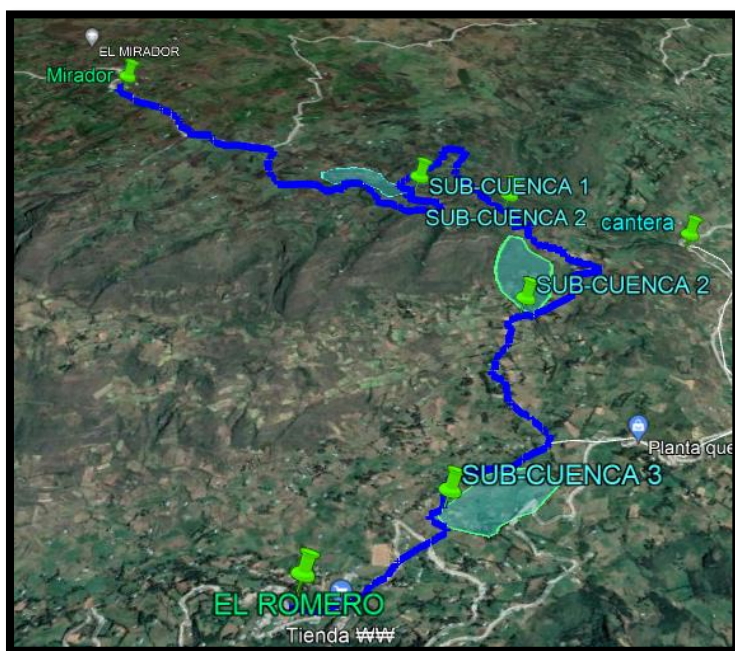 EL MIRADOR
Mirador
SUB-CUENCA 1
SUB-CUENCA 2
cantera
SUB-CUENCA 2
Planta que
SUB-CUENCA 3
EL ROMERO
Tienda ₩₩